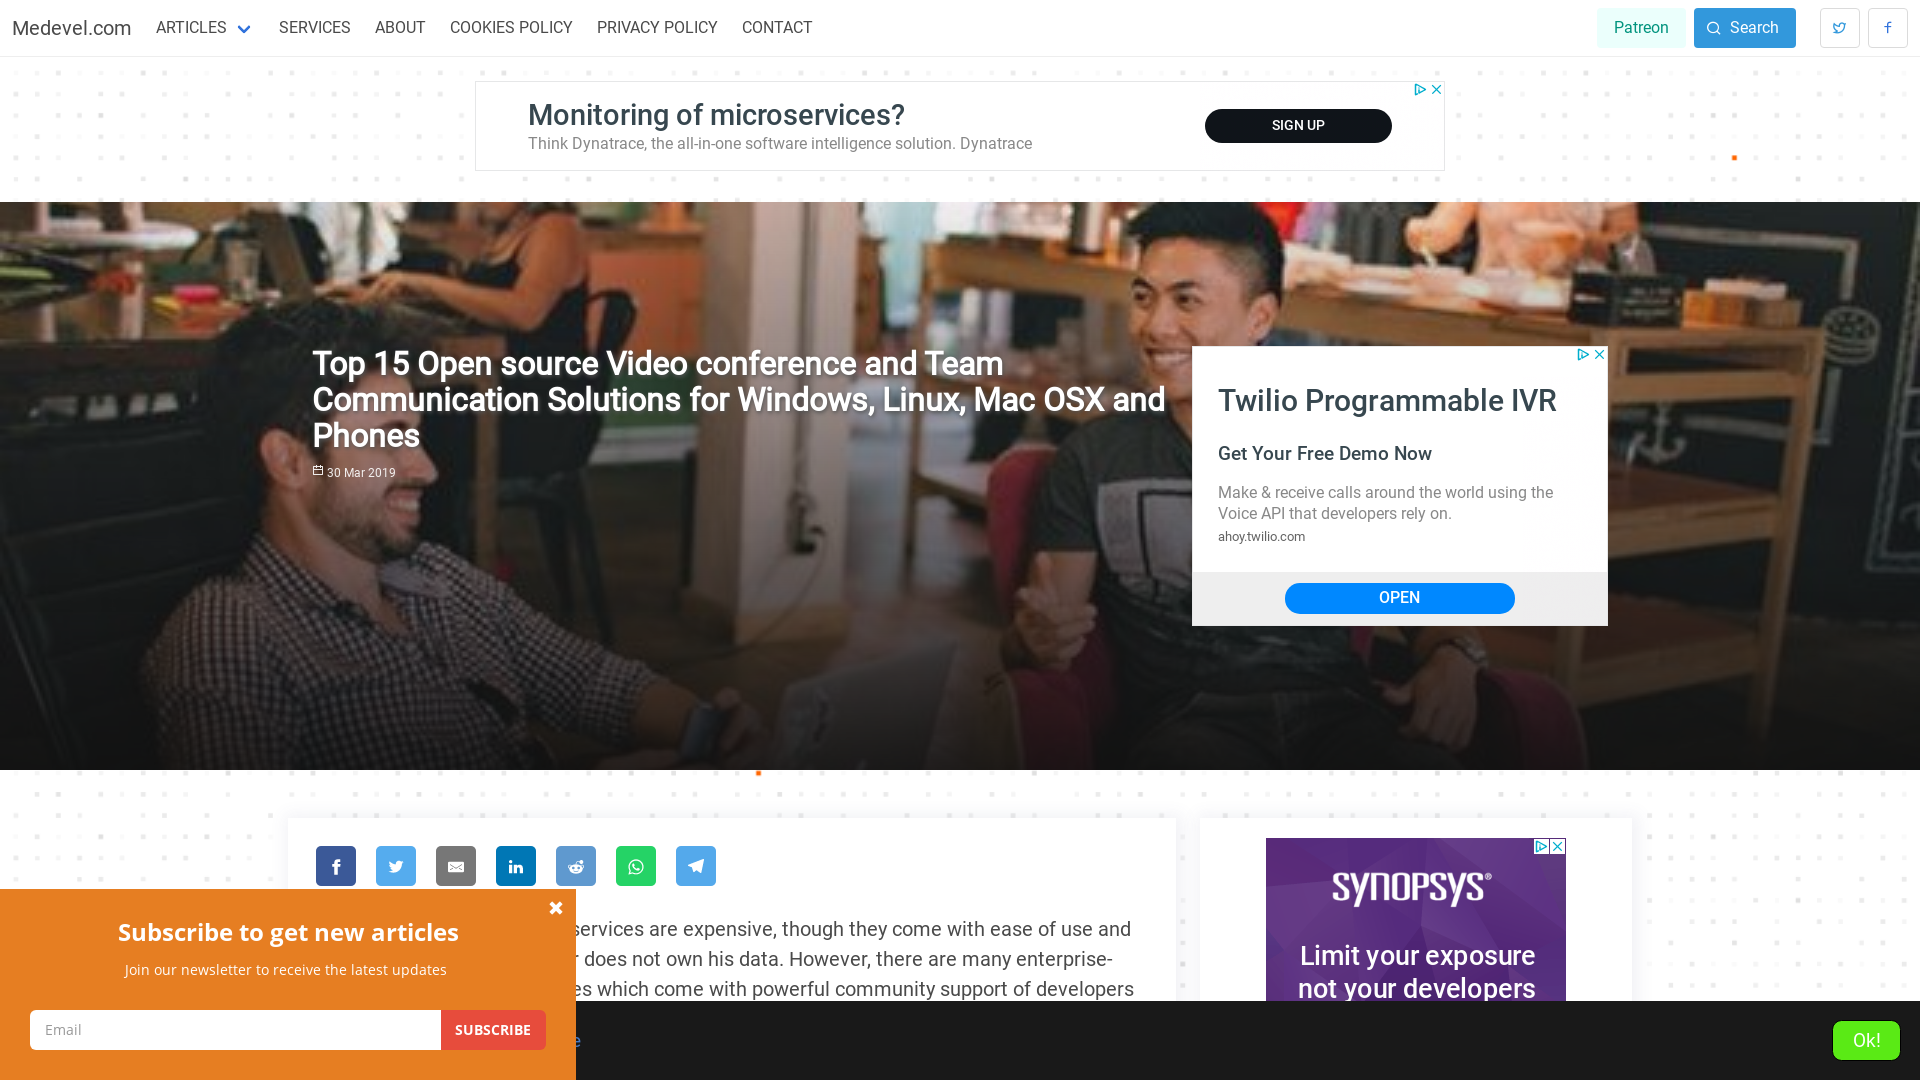 Medevel.com
ARTICLES
SERVICES
ABOUT
COOKIES POLICY
PRIVACY POLICY
CONTACT
Patreon
Search
Monitoring of microservices?
Think Dynatrace, the all-in-one software intelligence solution. Dynatrace
SIGN UP
Top 15 Open source Video conference and Team
Communication Solutions for Windows, Linux, Mac OSX and
Phones
30 Mar 2019
Twilio Programmable IVR
Get Your Free Demo Now
Make & receive calls around the world using the
Voice API that developers rely on.
ahoy.twilio.com
OPEN
services are expensive, though they come with ease of use and
does not own his data. However, there are many enterprise-
which come with powerful community support of developers
SYNOPSYS®
Limit your exposure
not your developers
Subscribe to get new articles
Join our newsletter to receive the latest updates
Email
SUBSCRIBE
Ok!